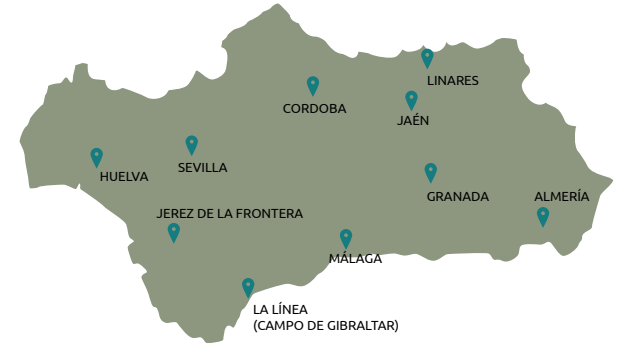 LINARES
CORDOBA
JAÉN
SEVILLA
HUELVA
GRANADA
ALMERÍA
JEREZ DE LA FRONTERA
MÁLAGA
LA LÍNEA
(CAMPO DE GIBRALTAR)